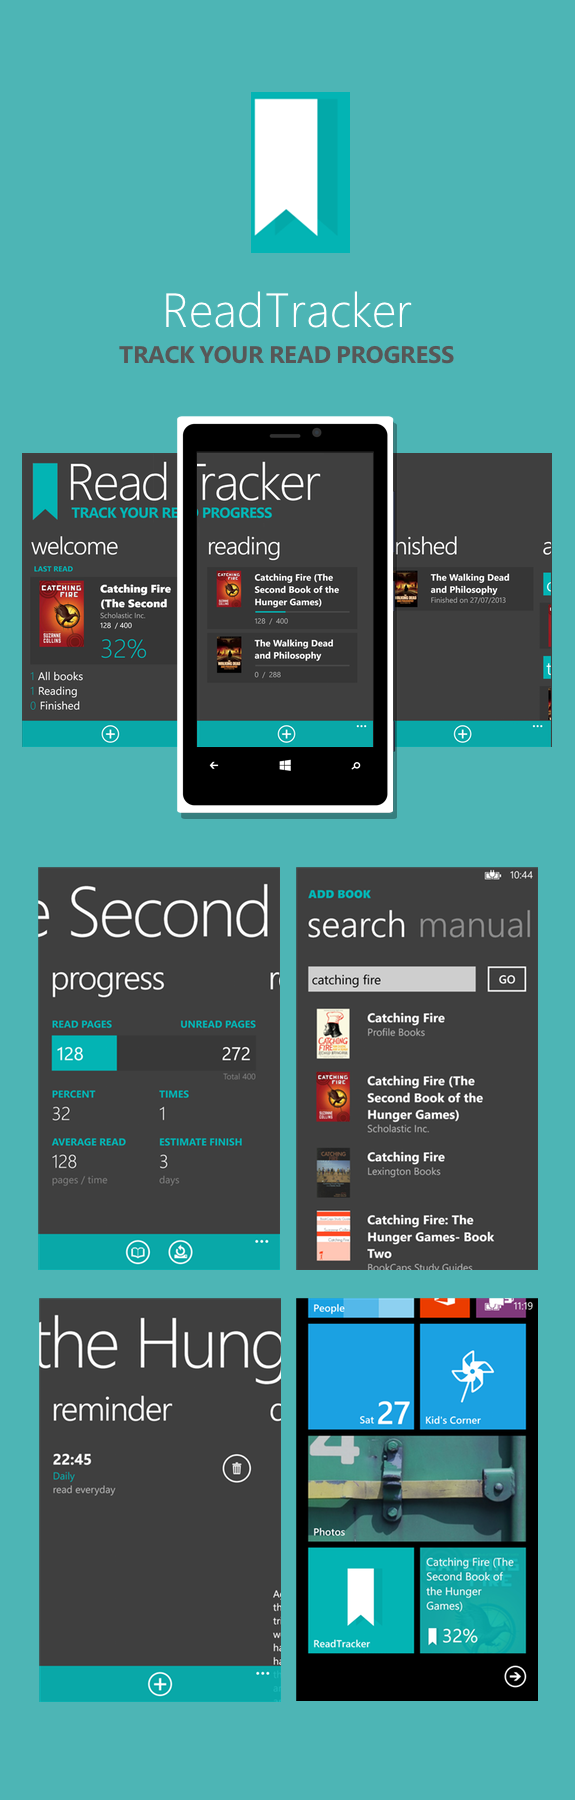 ReadTracker
TRACK YOUR READ PROGRESS
Read Tracker
TRACK YOUR READ PROGRESS
welcome
LAST READ
CATCHING FIRE
SUZANNE COLLINS
Catching Fire
(The Second
Scholastic Inc.
128 / 400
32%
1 All books
1 Reading
0 Finished
reading
Catching Fire (The
Second Book of the
Hunger Games)
128 / 400
The Walking Dead
and Philosophy
0 / 288
nished
The Walking Dead
and Philosophy
Finished on 27/07/2013
a
t
e Second
progress
r
READ PAGES
UNREAD PAGES
128
272
Total 400
PERCENT
TIMES
32
1
AVERAGE READ
ESTIMATE FINISH
128
3
pages / time
days
10:44
ADD BOOK
search manual
catching fire
GO
Catching Fire
Profile Books
Catching Fire (The
Second Book of the
Hunger Games)
Scholastic Inc.
Catching Fire
Lexington Books
Catching Fire: The
Hunger Games- Book
Two
BookCaps Study Guides
the Hung
reminder
22:45
Daily
read everyday
11:19
People
Sat 27
Kid's Corner
4
Photos
ReadTracker
Catching Fire (The
Second Book of
the Hunger
Games)
32%